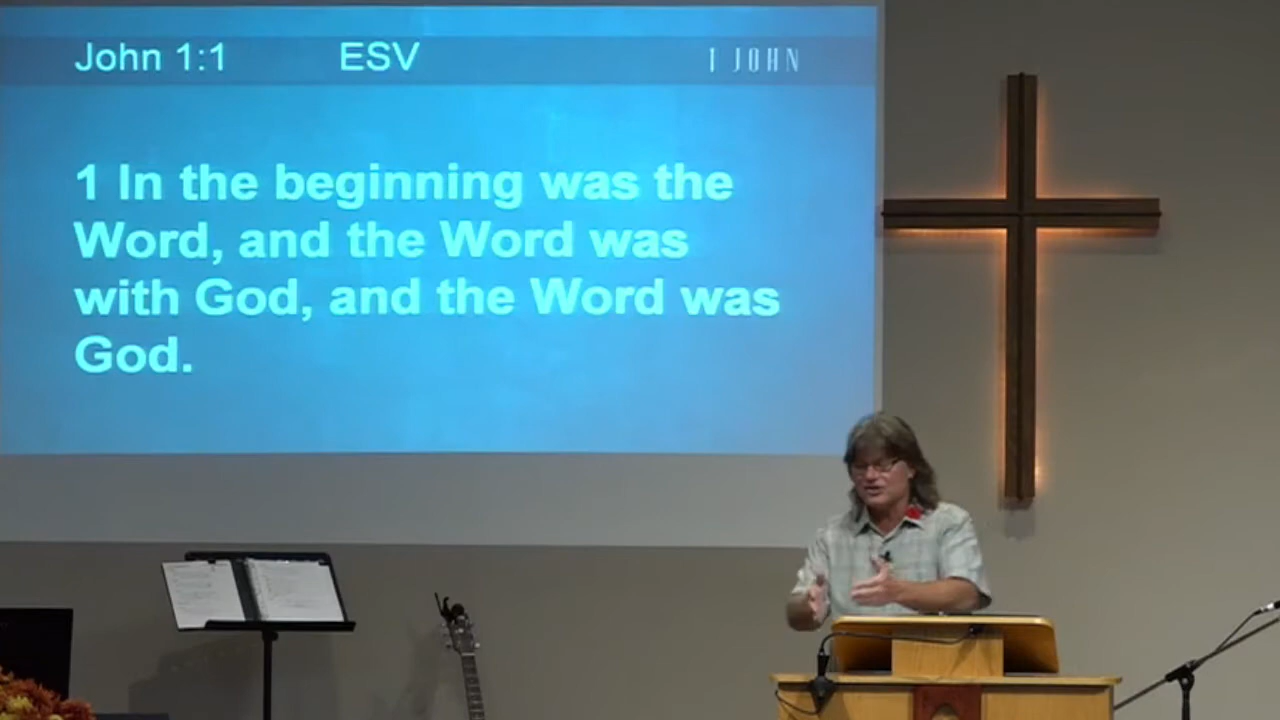 John 1:1 ESV 1 JOHN
1 In the beginning was the
Word, and the Word was
with God, and the Word was
God.